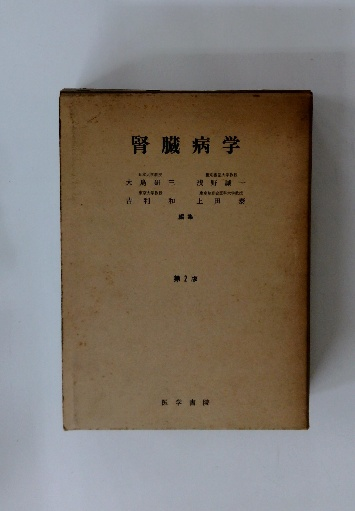 腎臓病学
大島研三 浅野誠一
吉利和 上田泰
編集
第2版
医学書院